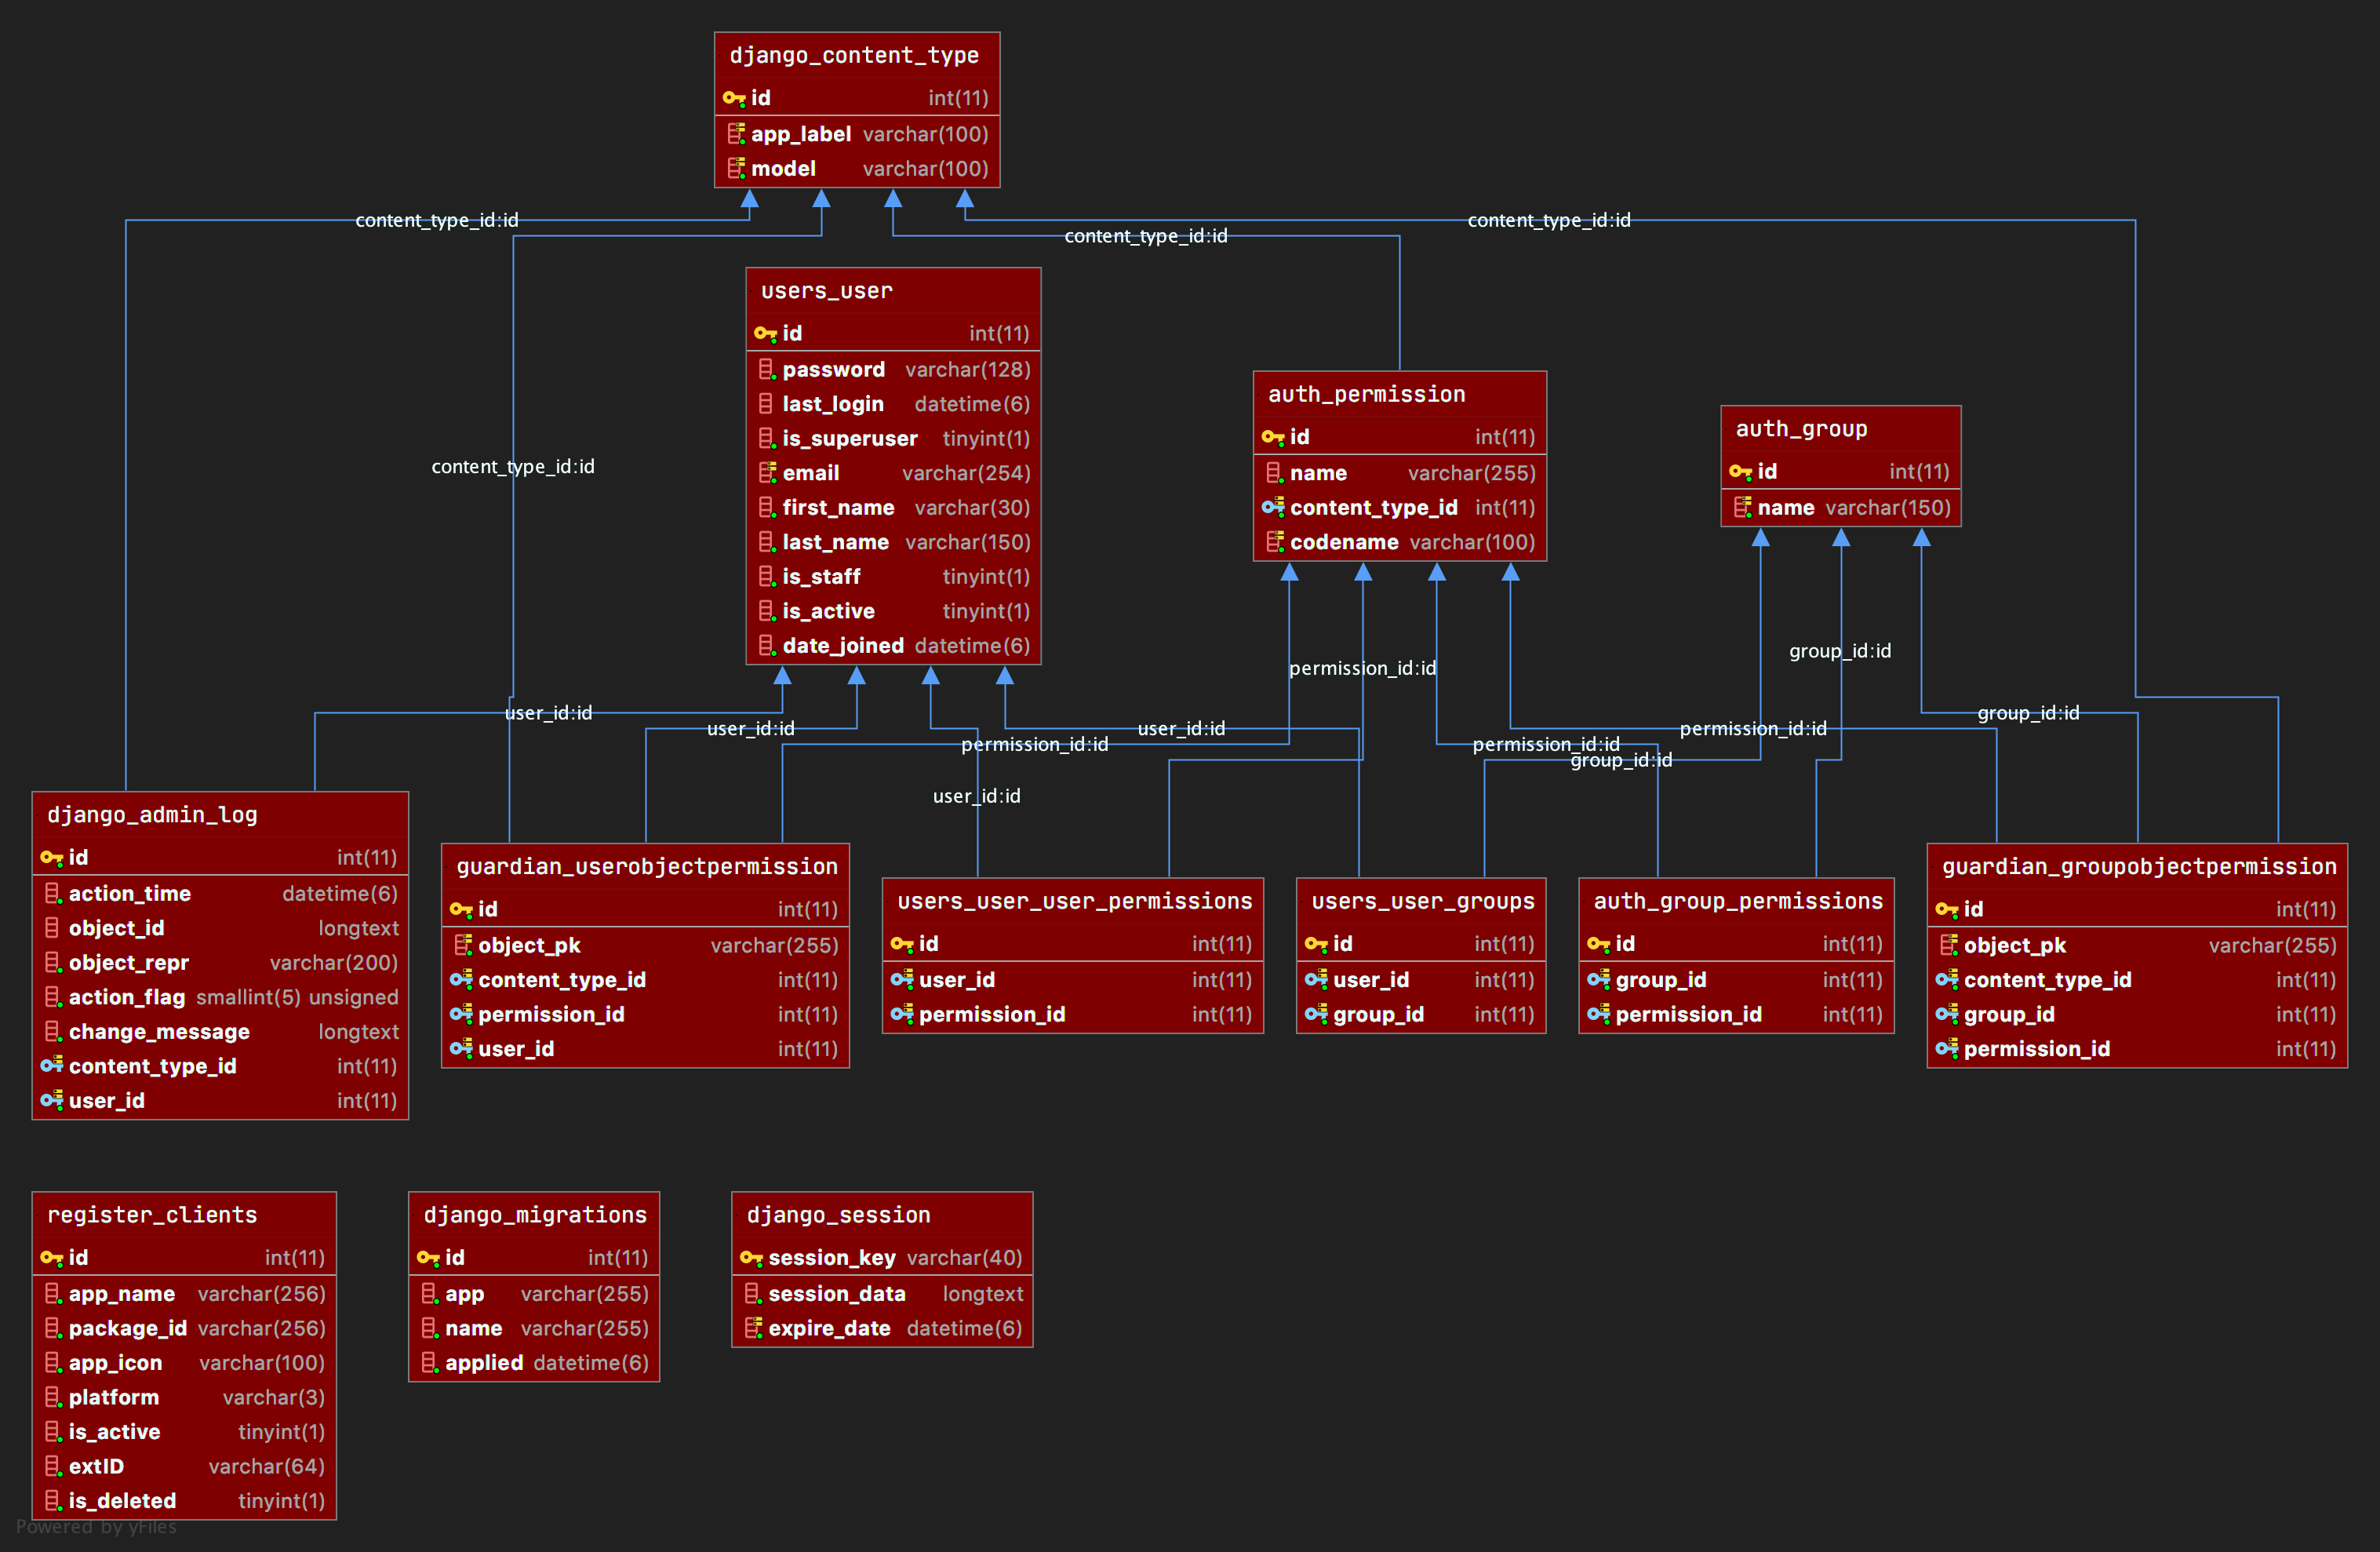 django_content_type
id int(11)
app_label varchar(100)
model varchar(100)
content_type_id:id
content_type_id:id
content_type_id:id
content_type_id:id
users_user
id int(11)
password varchar(128)
last_login datetime(6)
is_superuser tinyint(1)
email varchar(254)
first_name varchar(30)
last_name varchar(150)
is_staff tinyint(1)
is_active tinyint(1)
date_joined datetime(6)
auth_permission
id int(11)
name varchar(255)
content_type_id int(11)
codename varchar(100)
auth_group
id int(11)
name varchar(150)
group_id:id
permission_id:id
user_id:id
group_id:id
user_id:id
user_id:id
permission_id:id
permission_id:id
permission_id:id
group_id:id
user_id:id
django_admin_log
id int(11)
action_time datetime(6)
object_id longtext
object_repr varchar(200)
action_flag smallint(5) unsigned
change_message longtext
content_type_id int(11)
user_id int(11)
guardian_userobjectpermission
id int(11)
object_pk varchar(255)
content_type_id int(11)
permission_id int(11)
user_id int(11)
users_user_user_permissions
id int(11)
user_id int(11)
permission_id int(11)
users_user_groups
id int(11)
user_id int(11)
group_id int(11)
auth_group_permissions
id int(11)
group_id int(11)
permission_id int(11)
guardian_groupobjectpermission
id int(11)
object_pk varchar(255)
content_type_id int(11)
group_id int(11)
permission_id int(11)
register_clients
id int(11)
app_name varchar(256)
package_id varchar(256)
app_icon varchar(100)
platform varchar(3)
is_active tinyint(1)
extID varchar(64)
is_deleted tinyint(1)
django_migrations
id int(11)
app varchar(255)
name varchar(255)
applied datetime(6)
django_session
session_key varchar(40)
session_data longtext
expire_date datetime(6)
Powered by yFiles